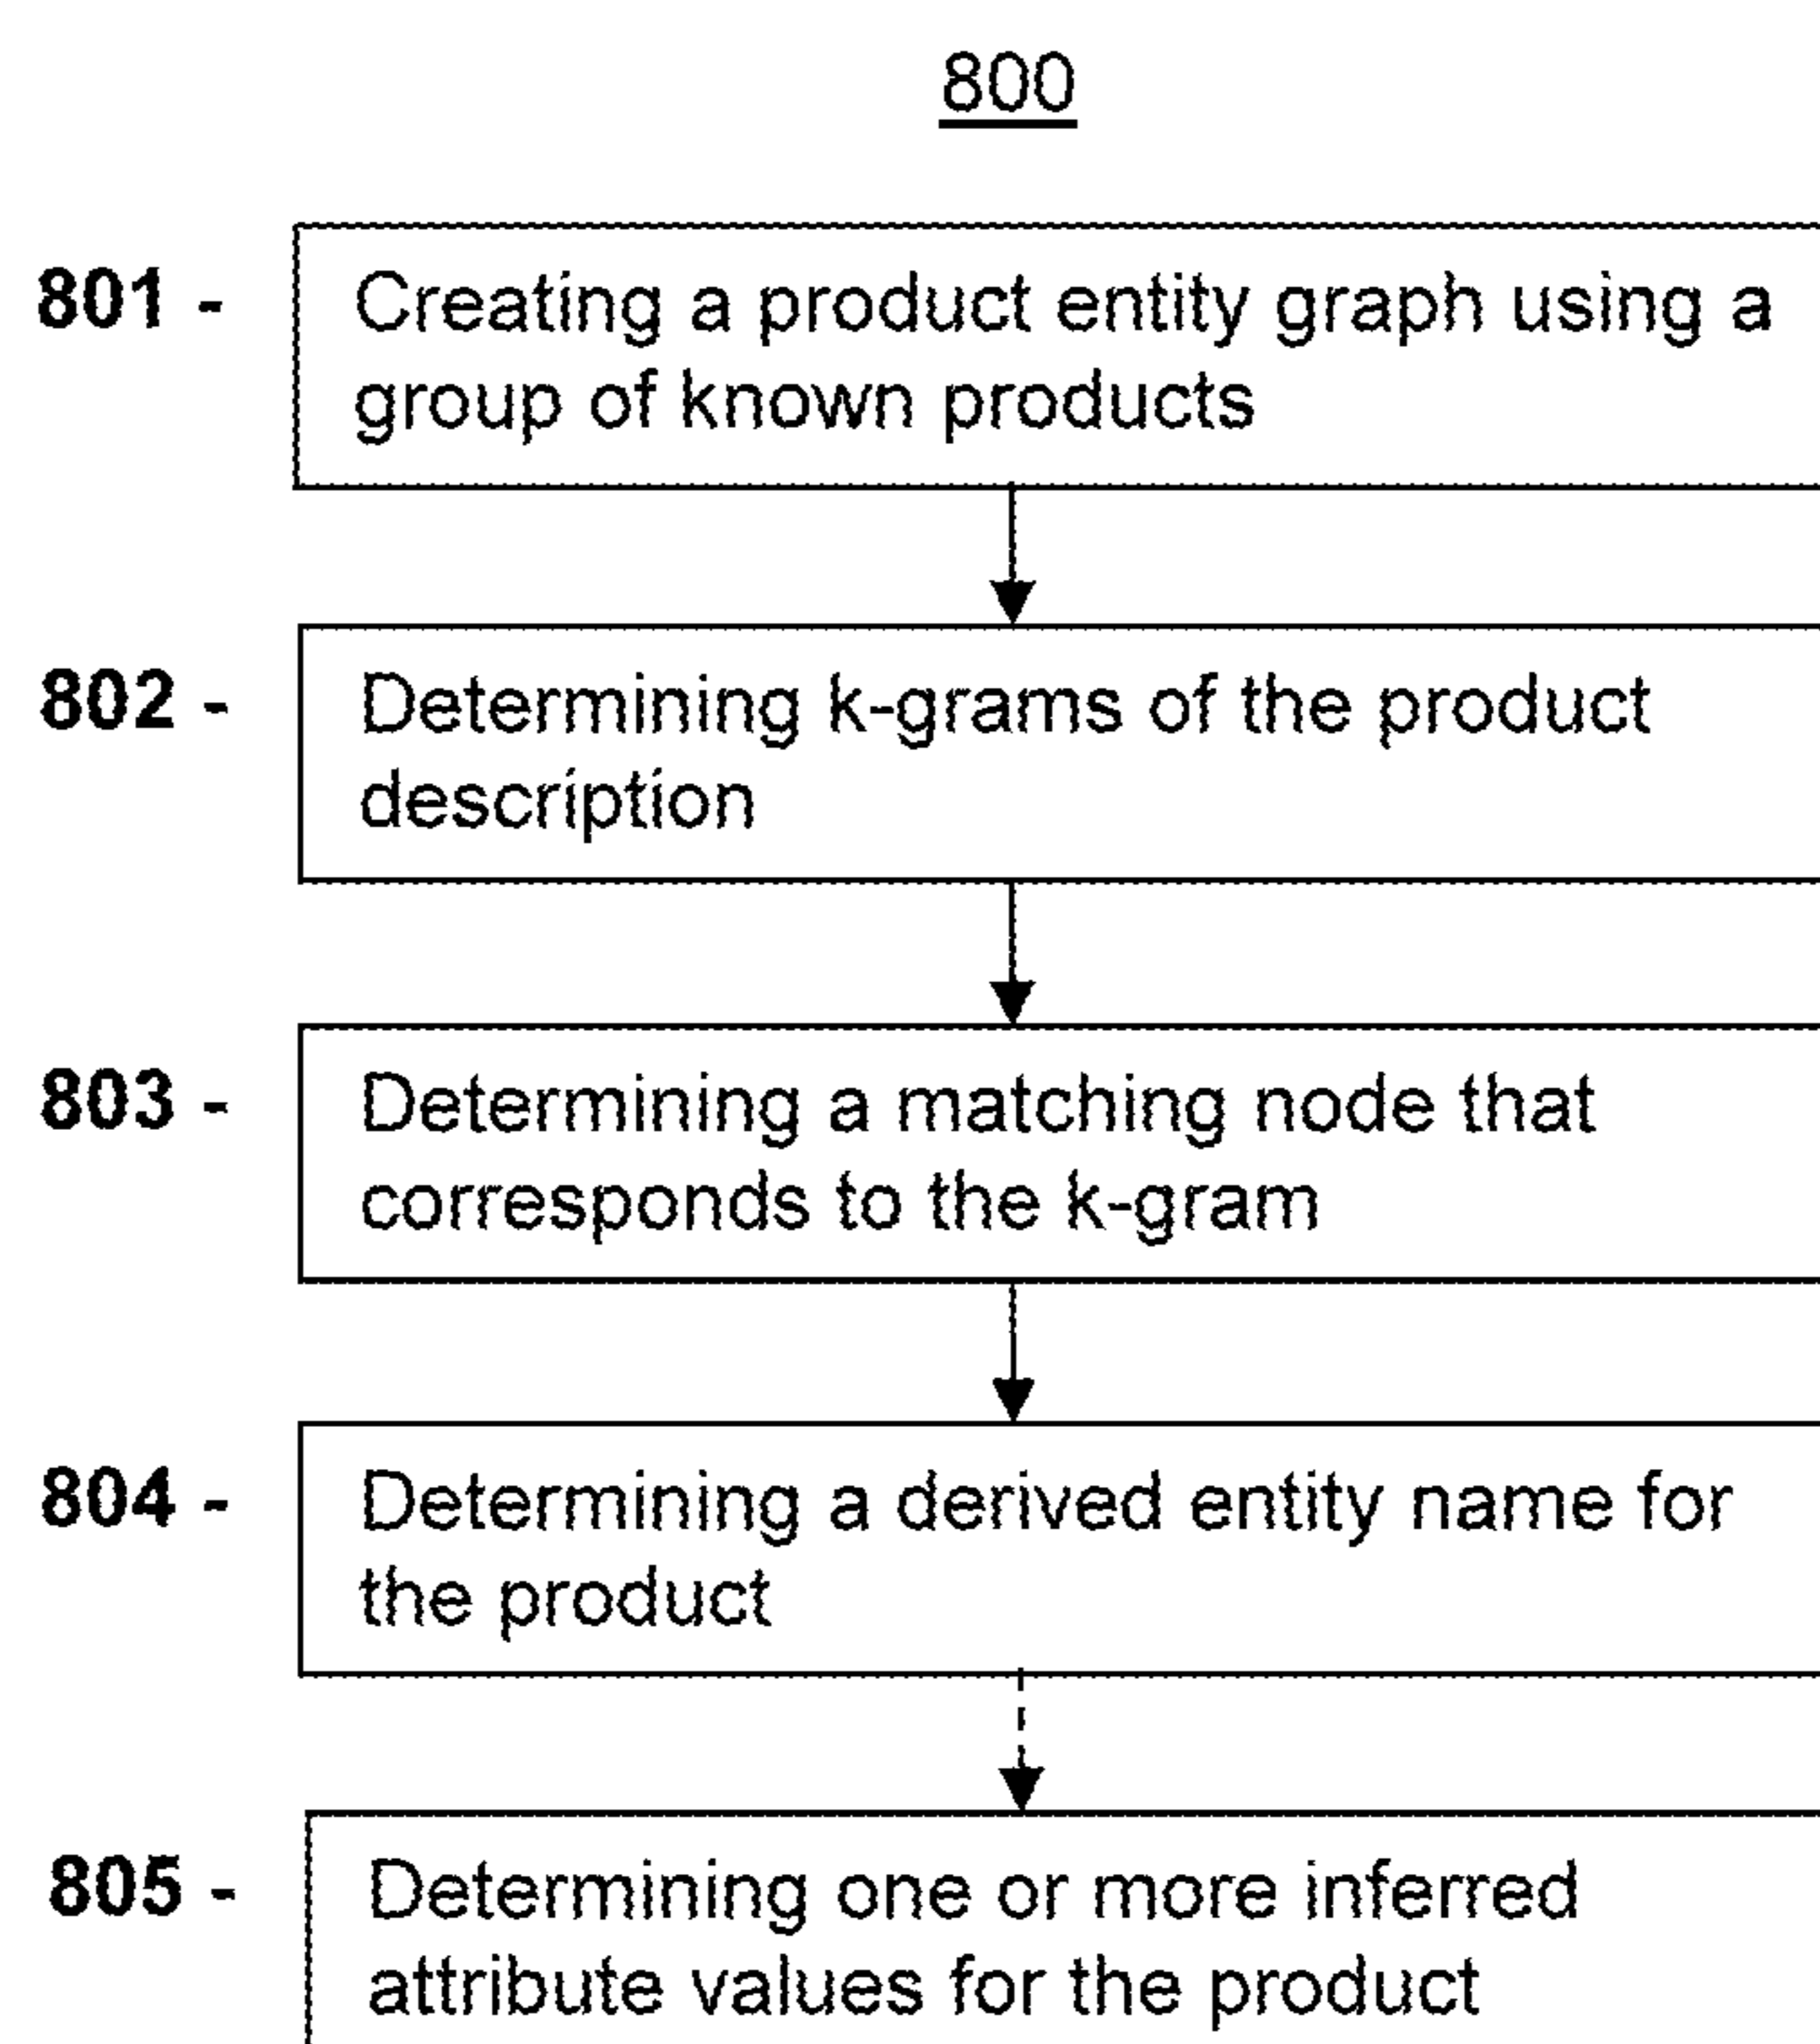 800
801 - Creating a product entity graph using a
group of known products
802 - Determining k-grams of the product
description
803 - Determining a matching node that
corresponds to the k-gram
804 - Determining a derived entity name for
the product
805 - Determining one or more inferred
attribute values for the product